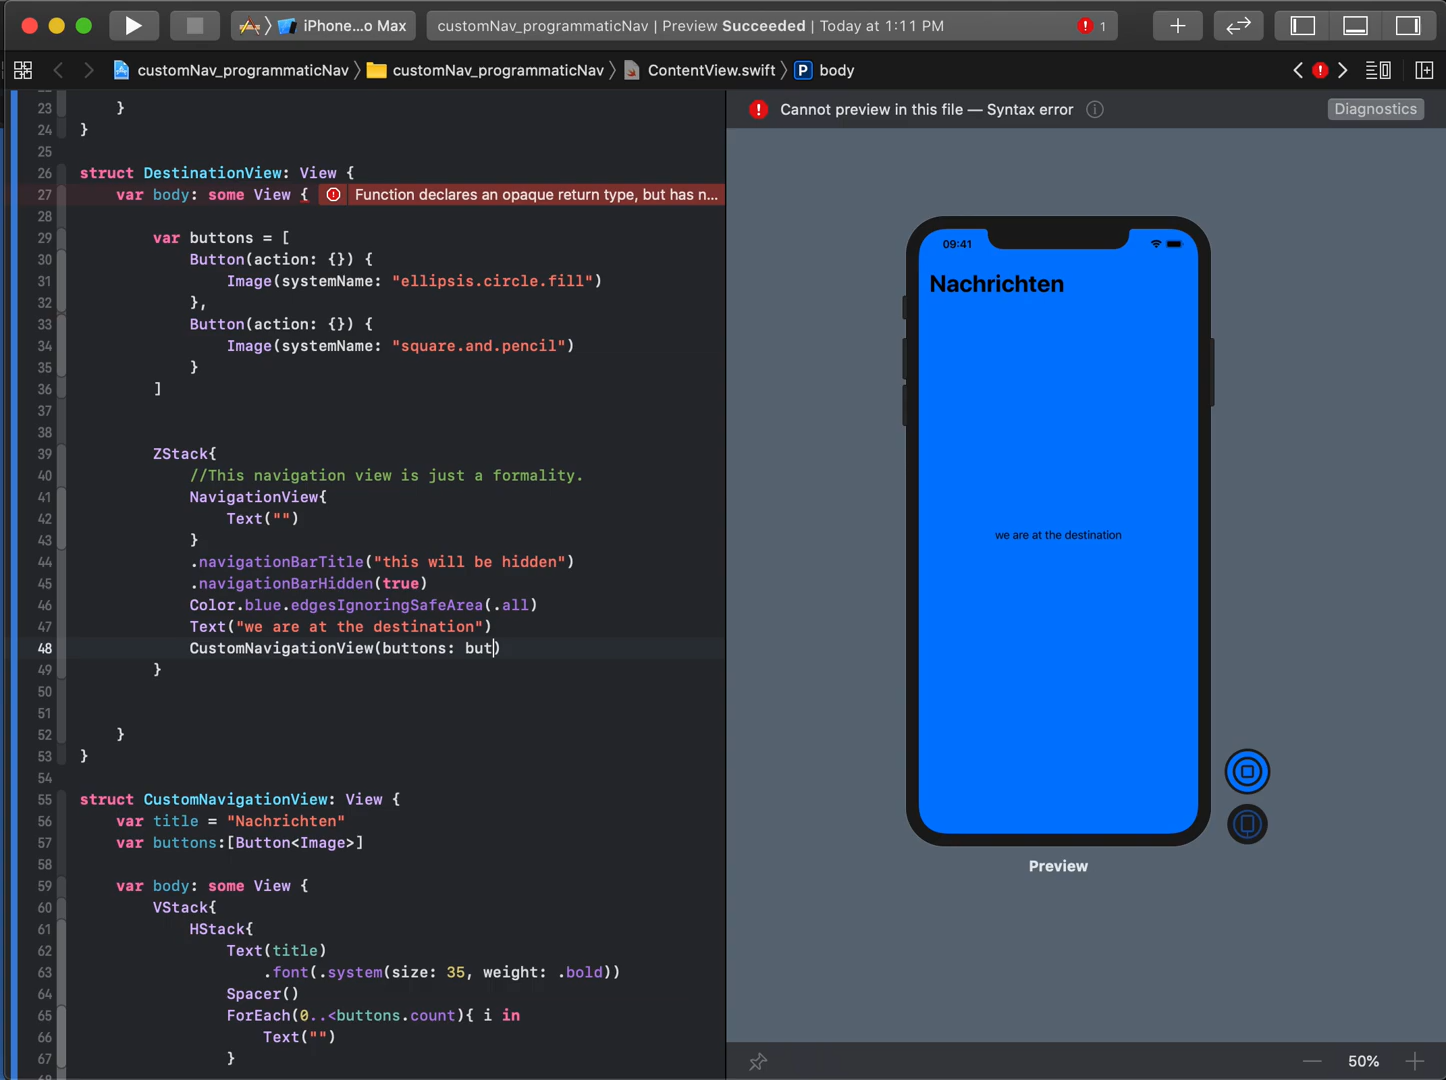 iPhone...o Max
customNav_programmaticNav | Preview Succeeded | Today at 1:11 PM
1
customNav_programmaticNav
customNav_programmaticNav
ContentView.swift
P body
23 }
24 }
25
26 struct DestinationView: View {
27 var body: some View { Function declares an opaque return type, but has n...
28
29 var buttons = [
30 Button(action: {}) {
31 Image(systemName: "ellipsis.circle.fill")
32 },
33 Button(action: {}) {
34 Image(systemName: "square.and.pencil")
35 }
36 ]
37
38
39 ZStack{
40 //This navigation view is just a formality.
41 NavigationView{
42 Text("")
43 }
44 .navigationBarTitle("this will be hidden")
45 .navigationBarHidden(true)
46 Color.blue.edgesIgnoringSafeArea(.all)
47 Text("we are at the destination")
48 CustomNavigationView(buttons: but)
49 }
50
51
52 }
53 }
54
55 struct CustomNavigationView: View {
56 var title = "Nachrichten"
57 var buttons:[Button<Image>]
58
59 var body: some View {
60 VStack{
61 HStack{
62 Text(title)
63 .font(.system(size: 35, weight: .bold))
64 Spacer()
65 ForEach(0..<buttons.count){ i in
66 Text("")
67 }
Cannot preview in this file — Syntax error
Diagnostics
09:41
Nachrichten
we are at the destination
Preview
50%